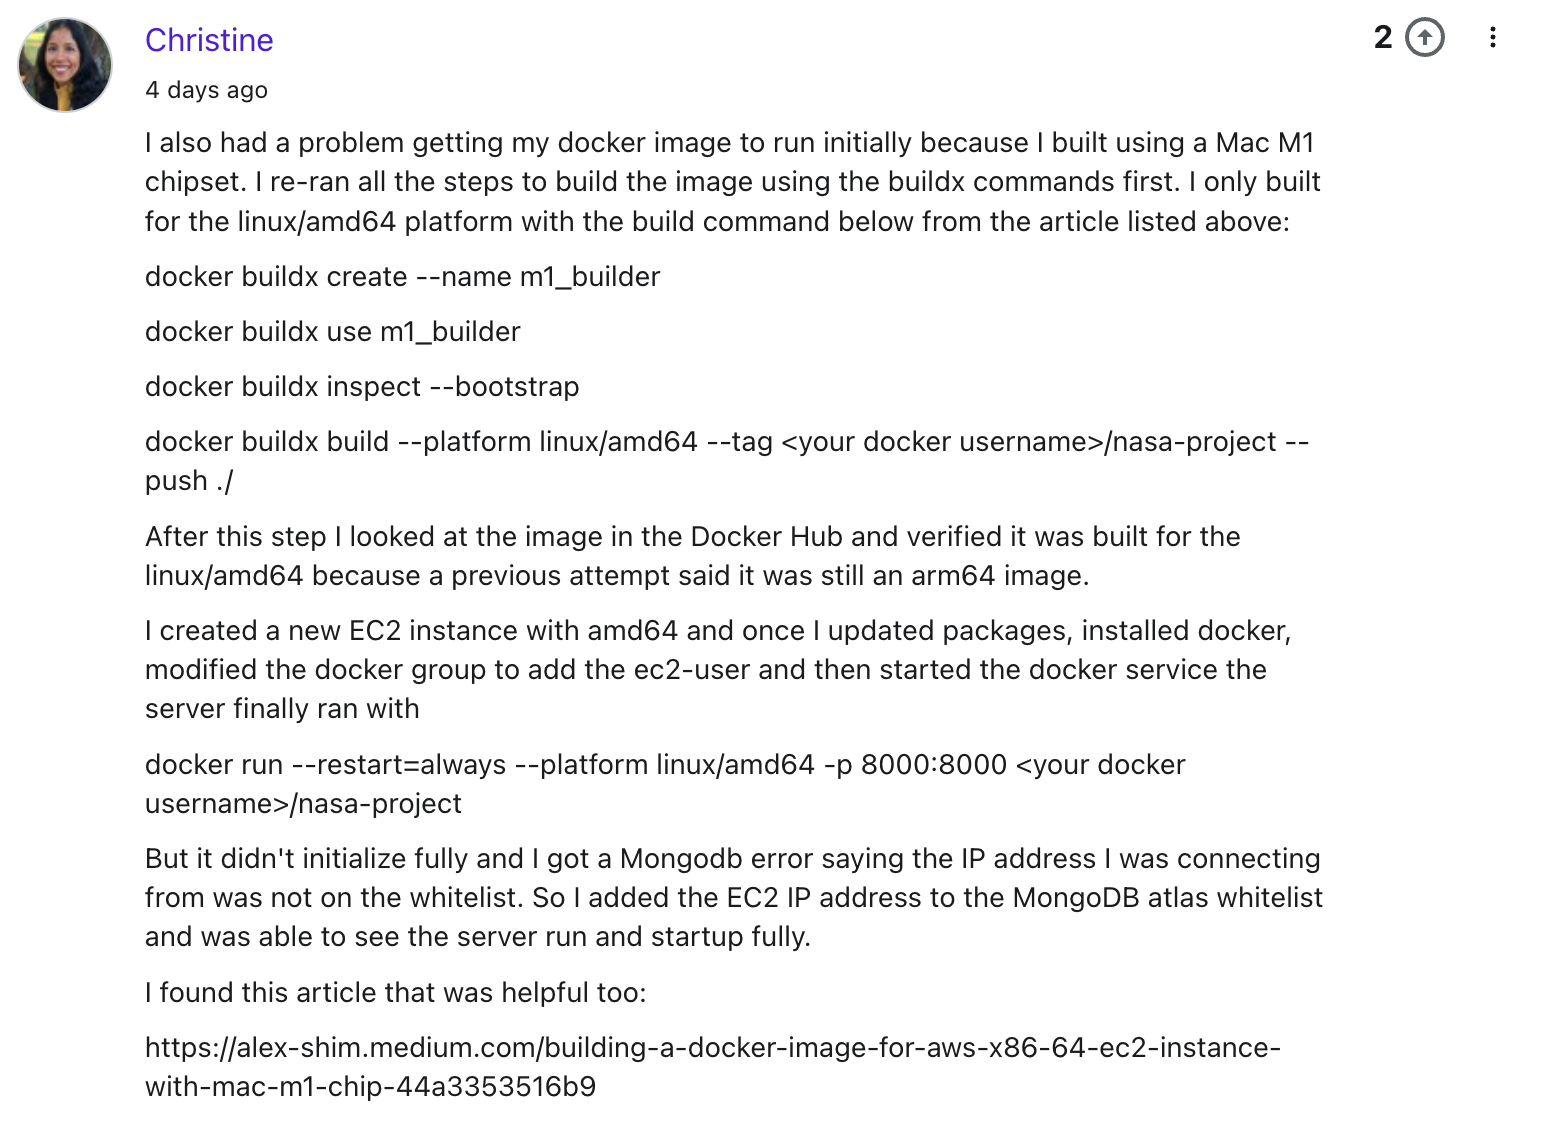 Christine
2
4 days ago
I also had a problem getting my docker image to run initially because I built using a Mac M1
chipset. I re-ran all the steps to build the image using the buildx commands first. I only built
for the linux/amd64 platform with the build command below from the article listed above:
docker buildx create --name m1_builder
docker buildx use m1_builder
docker buildx inspect --bootstrap
docker buildx build --platform linux/amd64 --tag <your docker username>/nasa-project --
push ./
After this step I looked at the image in the Docker Hub and verified it was built for the
linux/amd64 because a previous attempt said it was still an arm64 image.
I created a new EC2 instance with amd64 and once I updated packages, installed docker,
modified the docker group to add the ec2-user and then started the docker service the
server finally ran with
docker run --restart=always --platform linux/amd64 -p 8000:8000 <your docker
username>/nasa-project
But it didn't initialize fully and I got a Mongodb error saying the IP address I was connecting
from was not on the whitelist. So I added the EC2 IP address to the MongoDB atlas whitelist
and was able to see the server run and startup fully.
I found this article that was helpful too:
https://alex-shim.medium.com/building-a-docker-image-for-aws-x86-64-ec2-instance-
with-mac-m1-chip-44a3353516b9